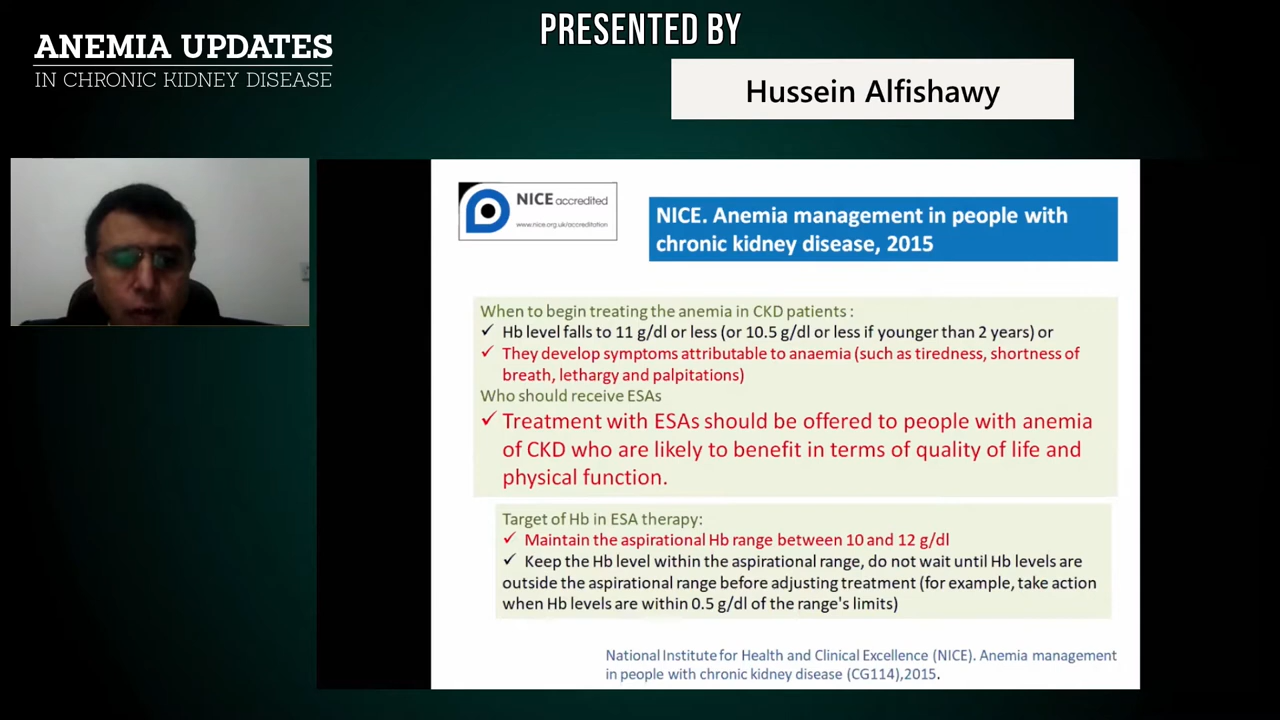 PRESENTED BY
ANEMIA UPDATES
IN CHRONIC KIDNEY DISEASE
Hussein Alfishawy
NICE accredited
www.nice.org.uk/accreditation
NICE. Anemia management in people with
chronic kidney disease, 2015
When to begin treating the anemia in CKD patients :
✓ Hb level falls to 11 g/dl or less (or 10.5 g/dl or less if younger than 2 years) or
✓ They develop symptoms attributable to anaemia (such as tiredness, shortness of
breath, lethargy and palpitations)
Who should receive ESAs
✓ Treatment with ESAs should be offered to people with anemia
of CKD who are likely to benefit in terms of quality of life and
physical function.
Target of Hb in ESA therapy:
✓ Maintain the aspirational Hb range between 10 and 12 g/dl
✓ Keep the Hb level within the aspirational range, do not wait until Hb levels are
outside the aspirational range before adjusting treatment (for example, take action
when Hb levels are within 0.5 g/dl of the range's limits)
National Institute for Health and Clinical Excellence (NICE). Anemia management
in people with chronic kidney disease (CG114),2015.